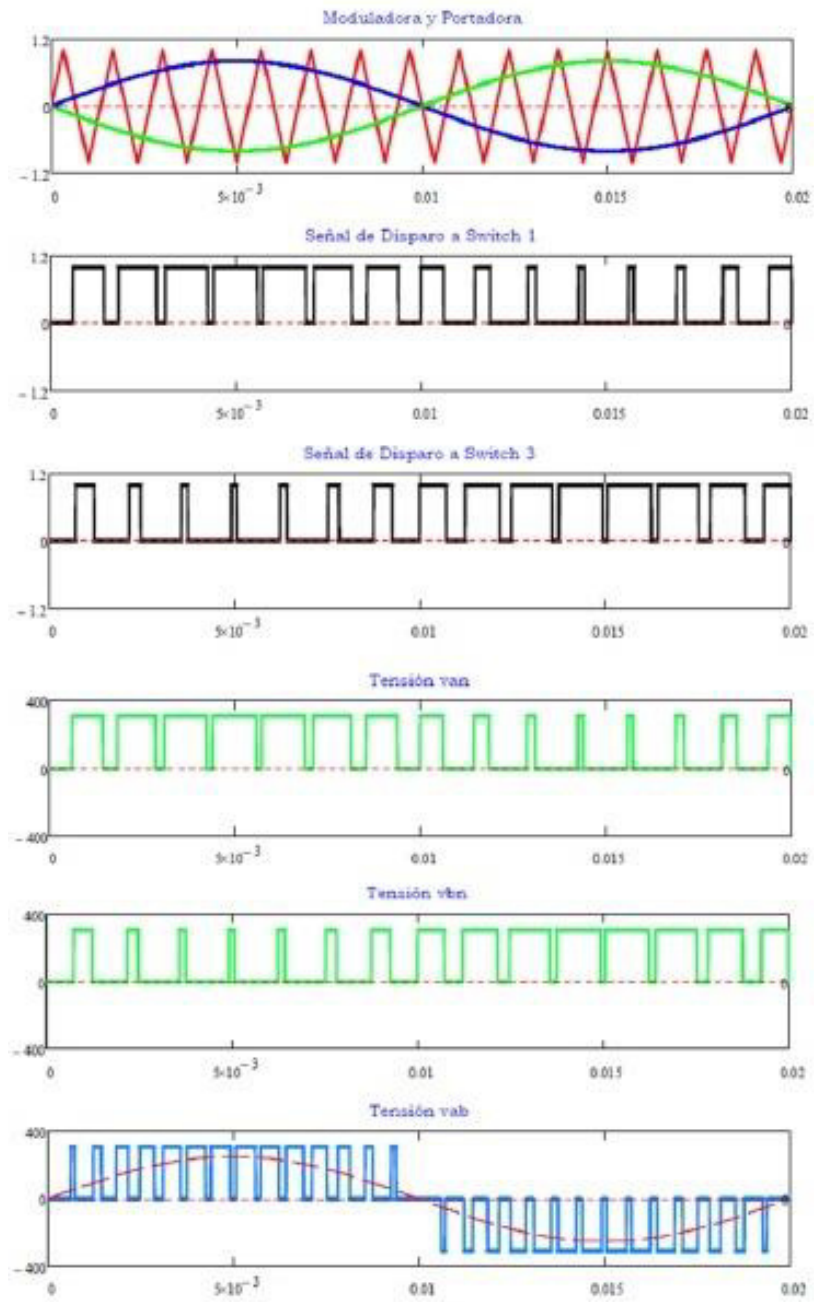 Moduladora y Portadora
1.2
0
− 1.2
0 5×10⁻³ 0.01 0.015 0.02
Señal de Disparo a Switch 1
1.2
0 0
− 1.2
0 5×10⁻³ 0.01 0.015 0.02
Señal de Disparo a Switch 3
1.2
0 0
− 1.2
0 5×10⁻³ 0.01 0.015 0.02
Tensión van
400
0 0
− 400
0 5×10⁻³ 0.01 0.015 0.02
Tensión vbn
400
0 0
− 400
0 5×10⁻³ 0.01 0.015 0.02
Tensión vab
400
0
− 400
0 5×10⁻³ 0.01 0.015 0.02